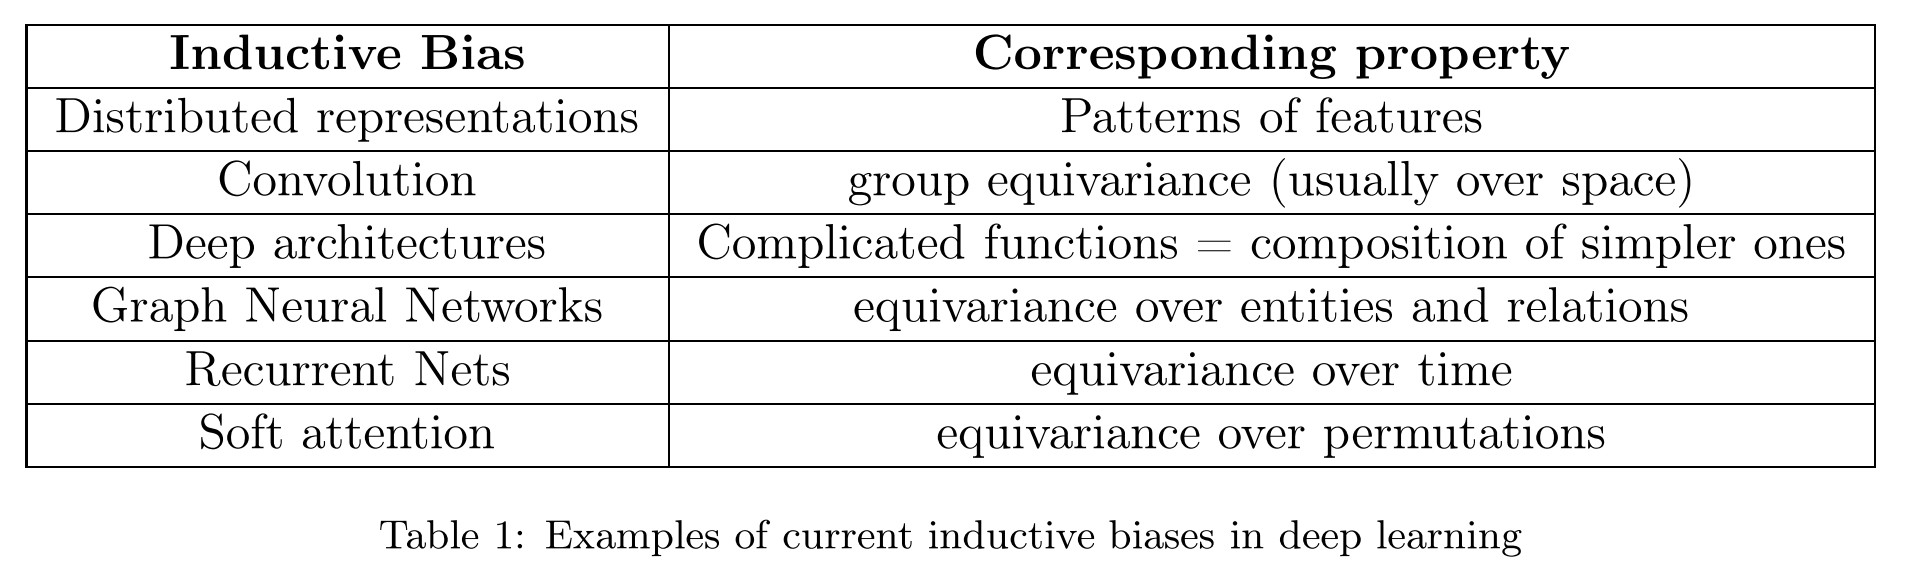 Inductive Bias Corresponding property
Distributed representations Patterns of features
Convolution group equivariance (usually over space)
Deep architectures Complicated functions = composition of simpler ones
Graph Neural Networks equivariance over entities and relations
Recurrent Nets equivariance over time
Soft attention equivariance over permutations
Table 1: Examples of current inductive biases in deep learning